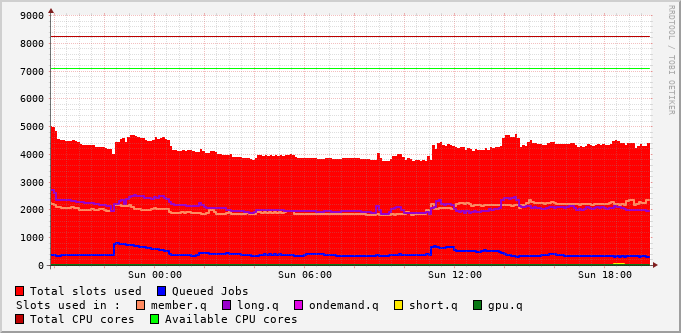 9000
8000
7000
6000
5000
4000
3000
2000
1000
0
Sun 00:00 Sun 06:00 Sun 12:00 Sun 18:00
Total slots used Queued Jobs
Slots used in : member.q long.q ondemand.q short.q gpu.q
Total CPU cores Available CPU cores
RRDTOOL / TOBI OETIKER